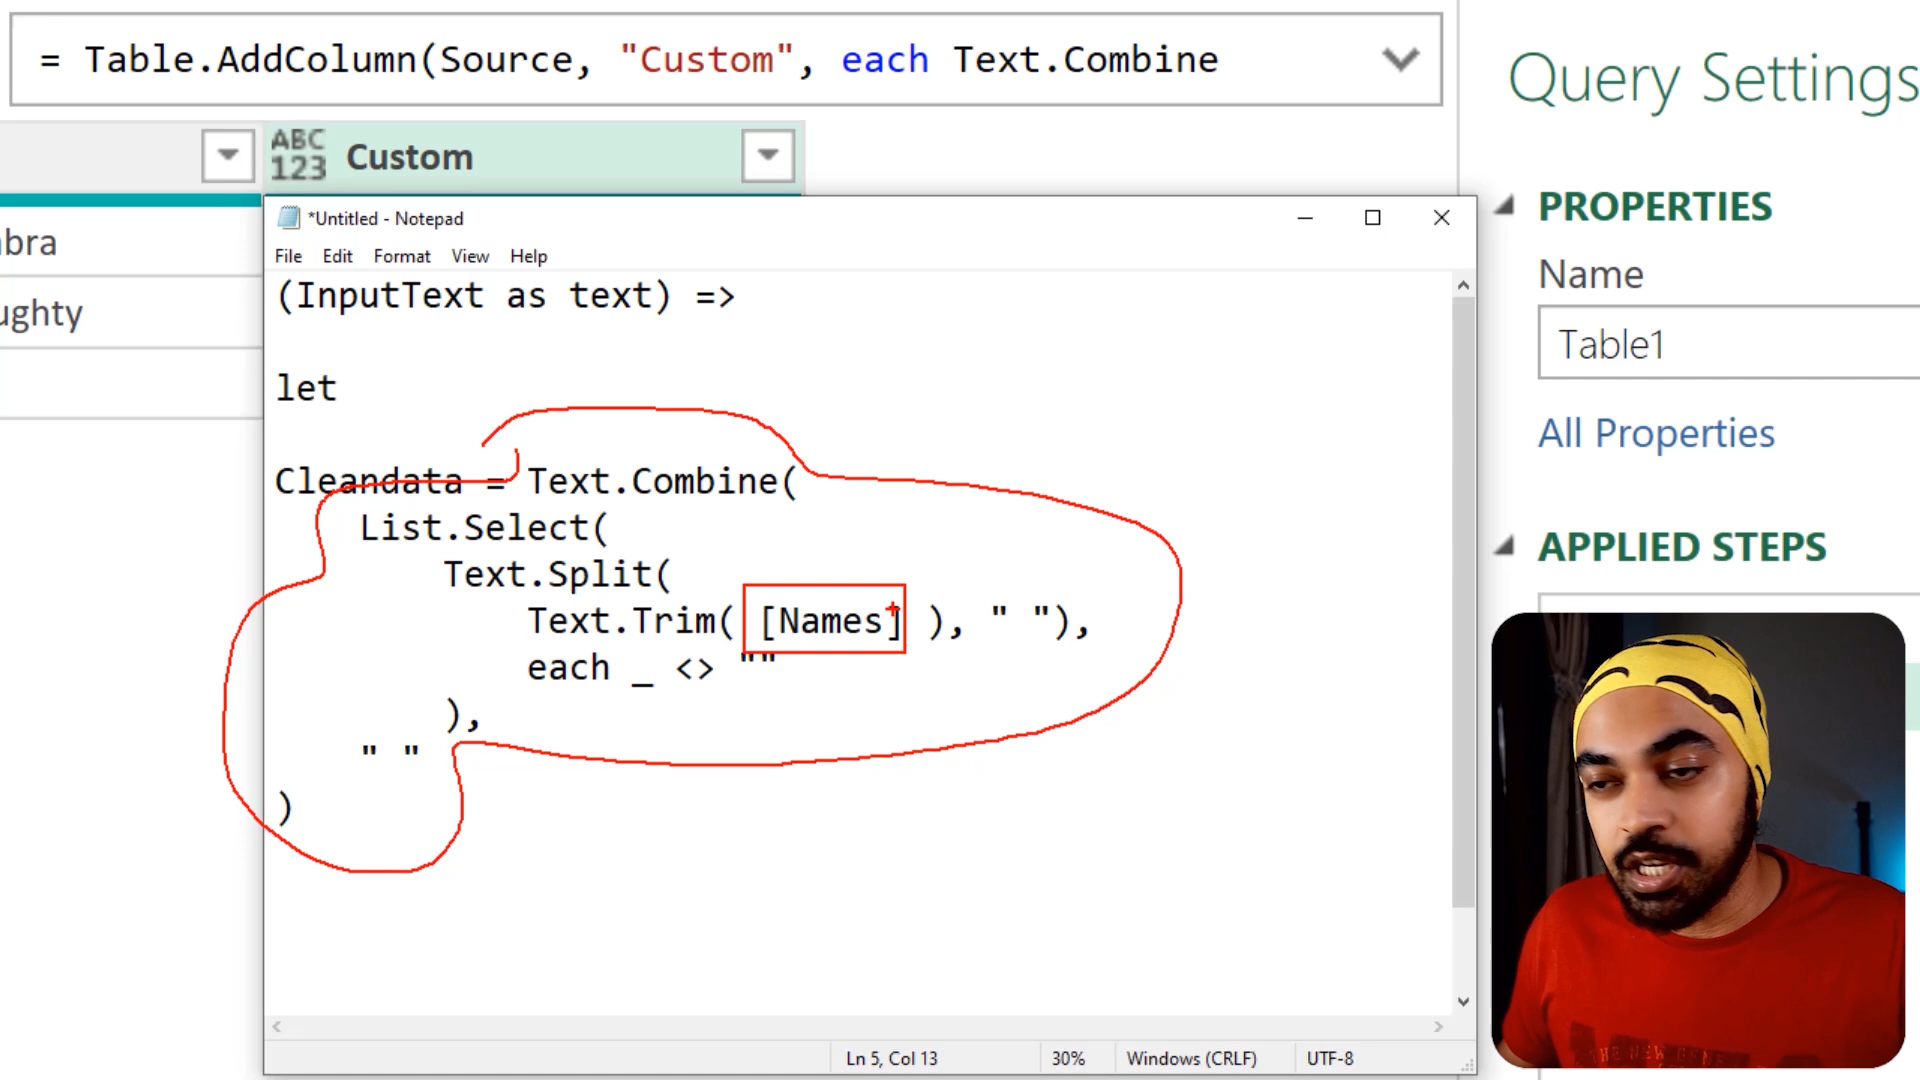 = Table.AddColumn(Source, "Custom", each Text.Combine
Query Settings
ABC
123 Custom
PROPERTIES
Name
Table1
All Properties
APPLIED STEPS
bra
ughty
*Untitled - Notepad
File Edit Format View Help
(InputText as text) =>
let
Cleandata = Text.Combine(
List.Select(
Text.Split(
Text.Trim( [Names] ), " "),
each _ <> ""
),
" "
)
Ln 5, Col 13 30% Windows (CRLF) UTF-8
THE NEW